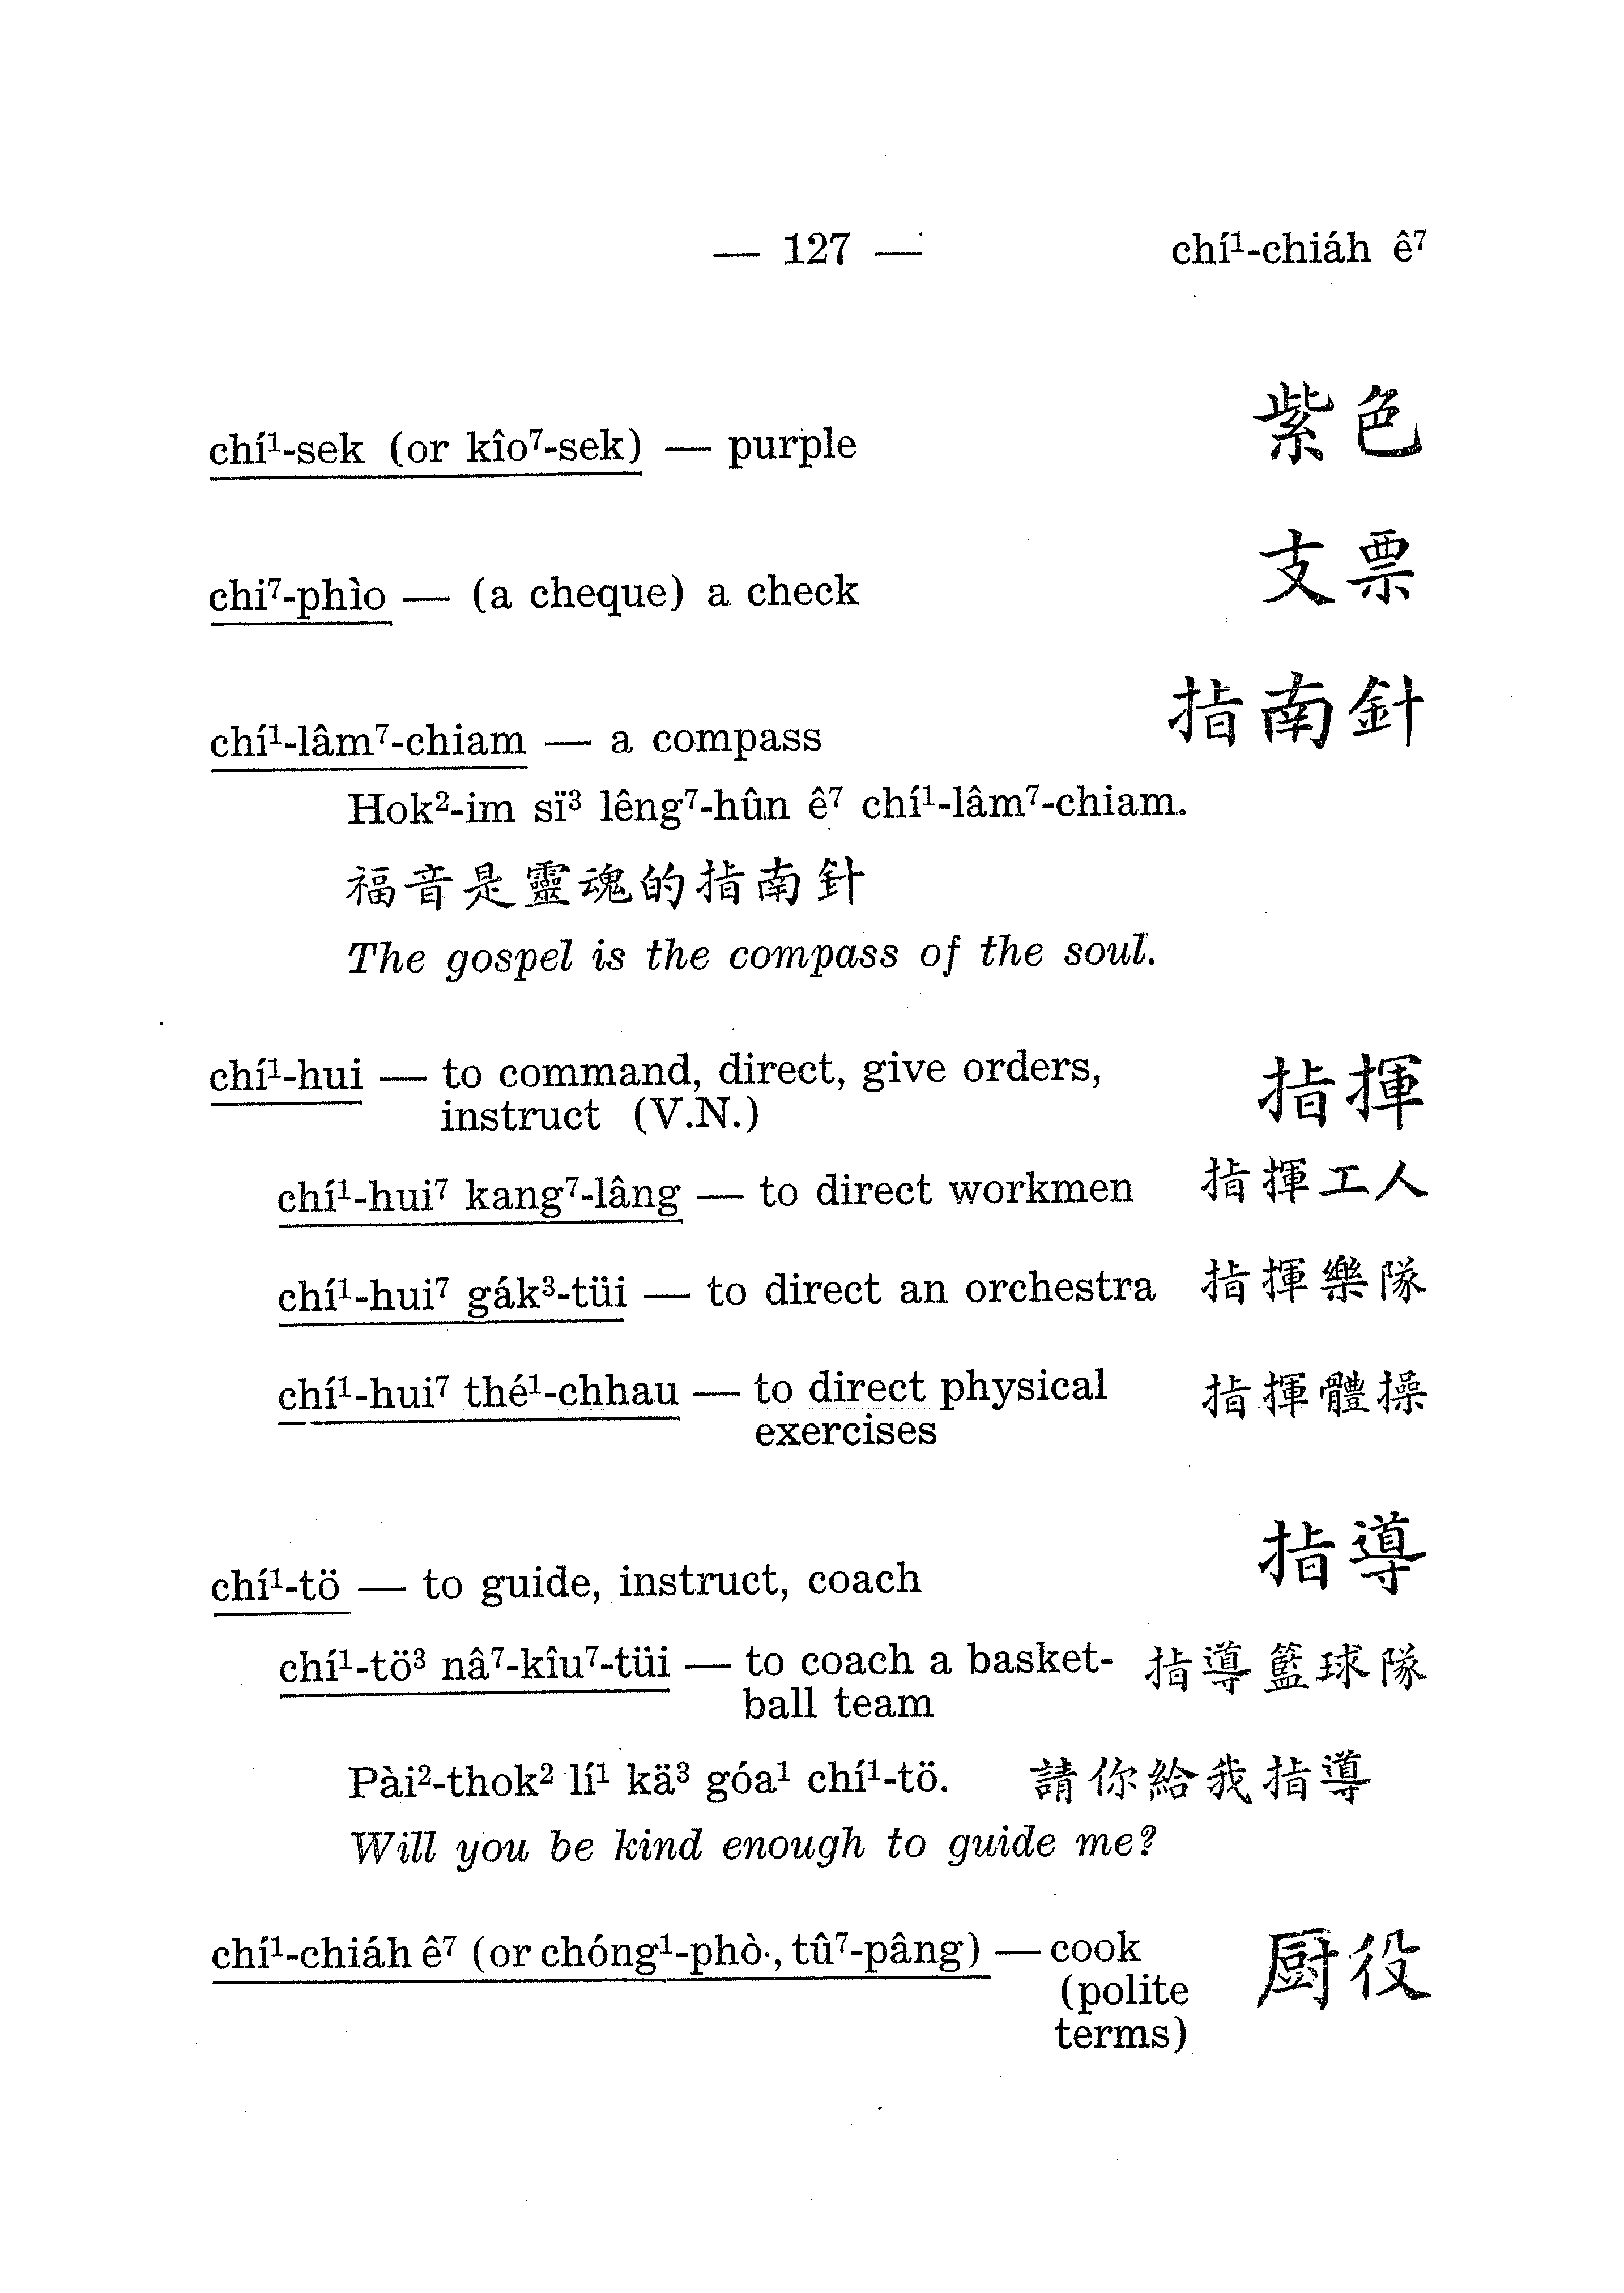 — 127 — chí¹-chiáh ê⁷
chí¹-sek (or kîo⁷-sek) — purple 紫色
chi⁷-phìo — (a cheque) a check 支票
chí¹-lâm⁷-chiam — a compass 指南針
Hok²-im sï³ lêng⁷-hûn ê⁷ chí¹-lâm⁷-chiam.
福音是靈魂的指南針
The gospel is the compass of the soul.
chí¹-hui — to command, direct, give orders, 指揮
instruct (V.N.)
chí¹-hui⁷ kang⁷-lâng — to direct workmen 指揮工人
chí¹-hui⁷ gák³-tüi — to direct an orchestra 指揮樂隊
chí¹-hui⁷ thé¹-chhau — to direct physical 指揮體操
exercises
chí¹-tö — to guide, instruct, coach 指導
chí¹-tö³ nâ⁷-kîu⁷-tüi — to coach a basket- 指導籃球隊
ball team
Pài²-thok² lí¹ kä³ góa¹ chí¹-tö. 請你給我指導
Will you be kind enough to guide me?
chí¹-chiáh ê⁷ (or chóng¹-phò·, tû⁷-pâng) — cook 厨役
(polite
terms)